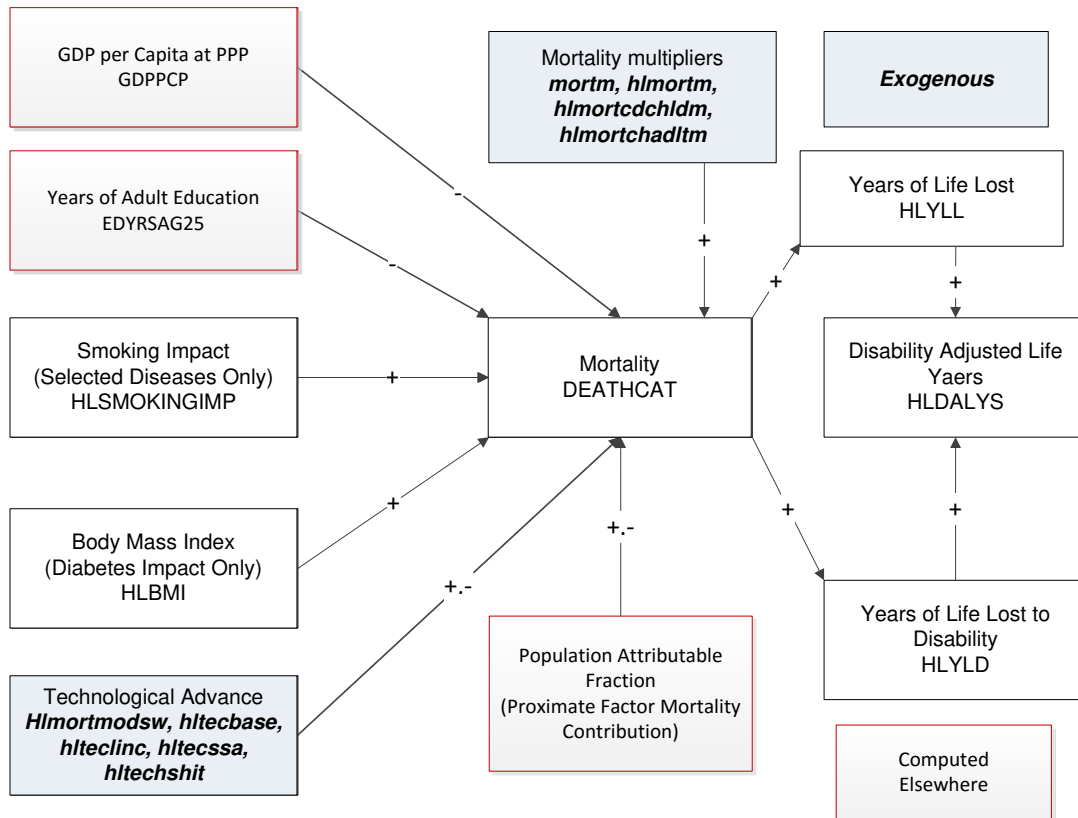 GDP per Capita at PPP
GDPPCP
Mortality multipliers
mortm, hlmortm,
hlmortcdchldm,
hlmortchadltm
Exogenous
Years of Adult Education
EDYRSAG25
Years of Life Lost
HLYLL
-
-
+
+
+
Smoking Impact
(Selected Diseases Only)
HLSMOKINGIMP
+
Mortality
DEATHCAT
Disability Adjusted Life
Yaers
HLDALYS
Body Mass Index
(Diabetes Impact Only)
HLBMI
+
+.-
+.-
+
+
Years of Life Lost to
Disability
HLYLD
Technological Advance
Hlmortmodsw, hltecbase,
hlteclinc, hltecssa,
hltechshit
Population Attributable
Fraction
(Proximate Factor Mortality
Contribution)
Computed
Elsewhere